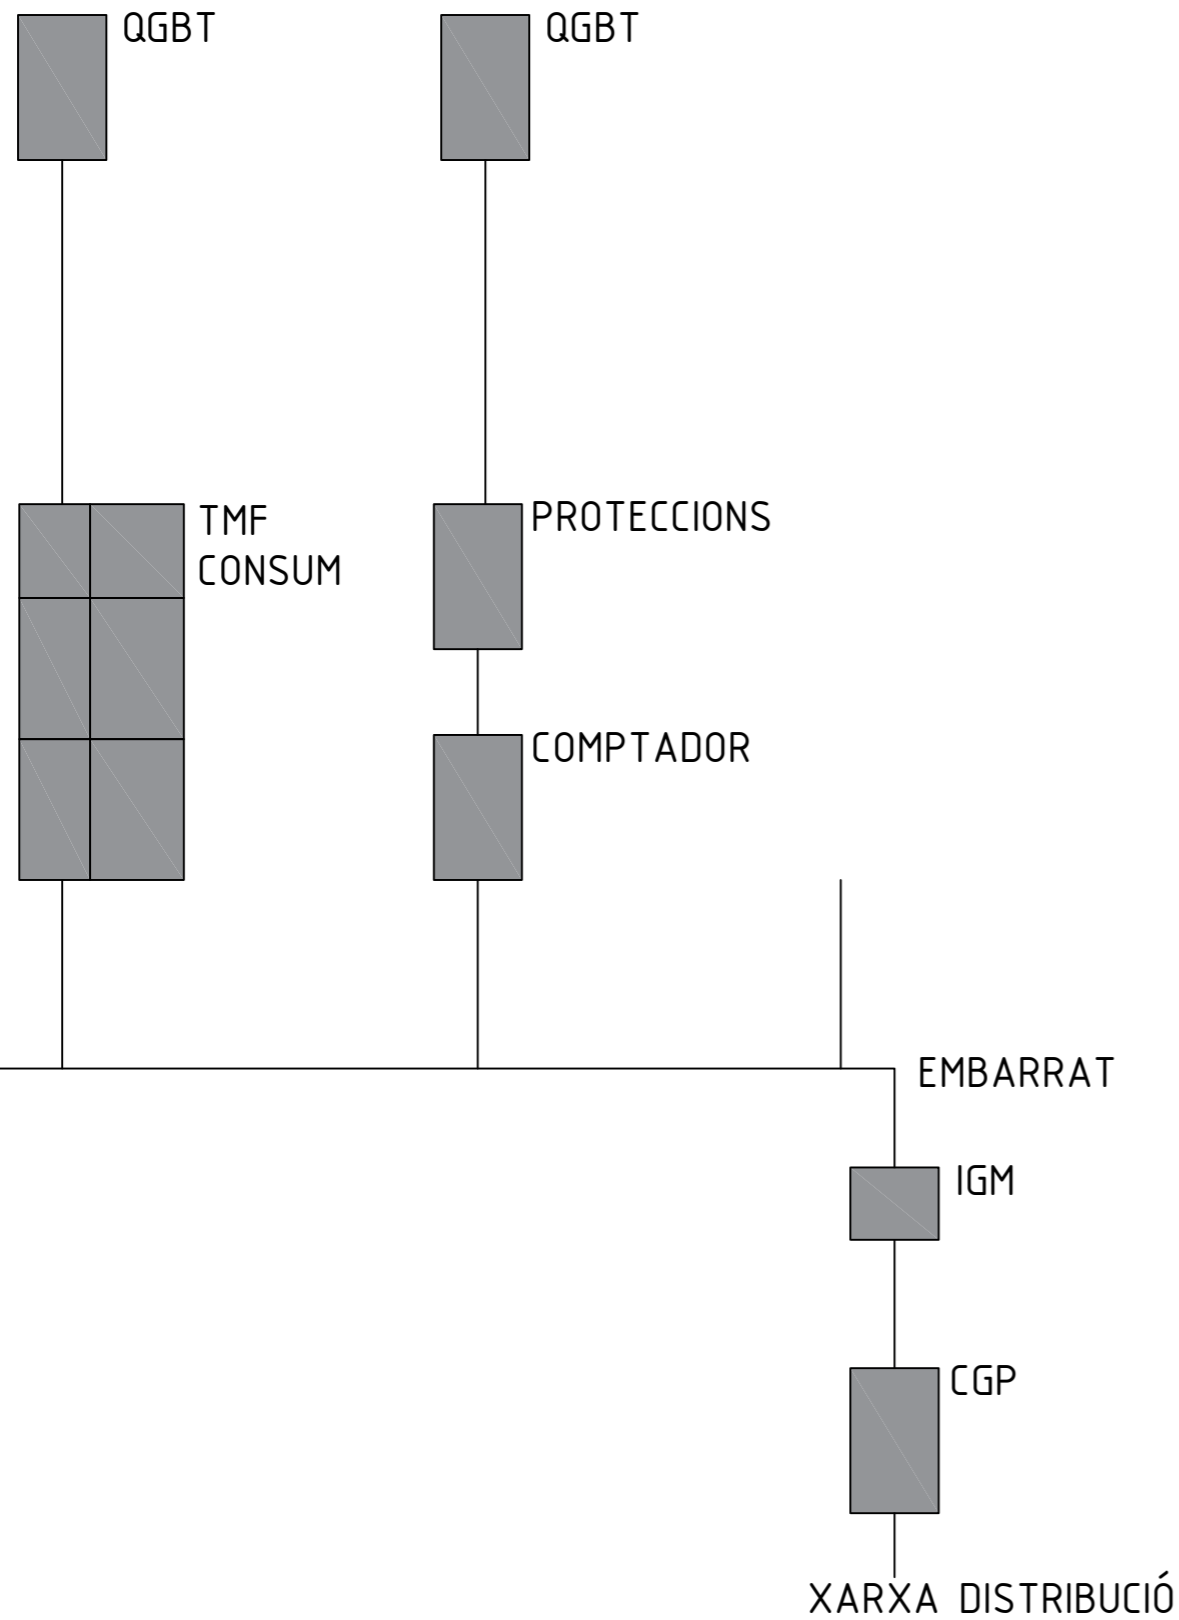 QGBT
QGBT
TMF
CONSUM
PROTECCIONS
COMPTADOR
EMBARRAT
IGM
CGP
XARXA DISTRIBUCIÓ